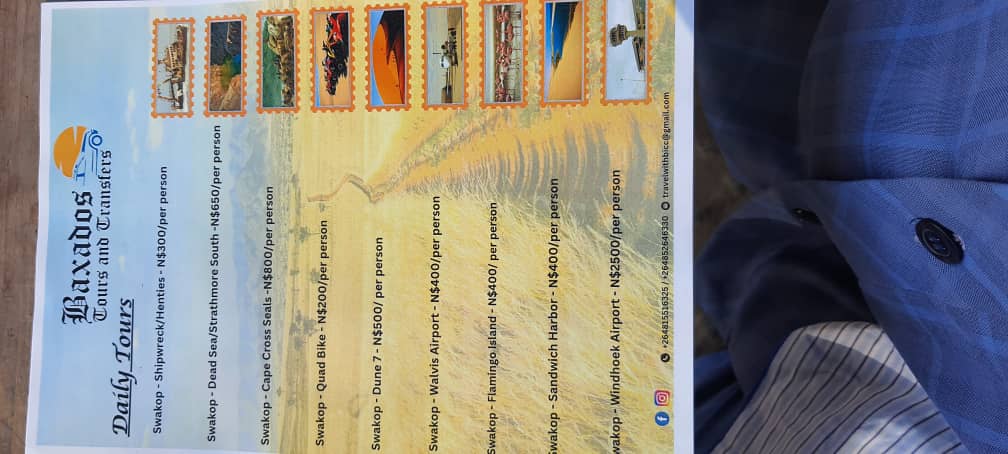 Baxados
Tours and Transfers
Daily Tours
Swakop - Shipwreck/Henties - N$300/per person
Swakop - Dead Sea/Strathmore South -N$650/per person
Swakop - Cape Cross Seals -N$800/per person
Swakop - Quad Bike - N$200/per person
Swakop - Dune 7 - N$500/ per person
Swakop - Walvis Airport - N$400/per person
Swakop - Flamingo Island - N$400/ per person
Swakop - Sandwich Harbor - N$400/per person
wakop - Windhoek Airport - N$2500/per person
+264815516325 / +264852646330 travelwithbicc@gmail.com